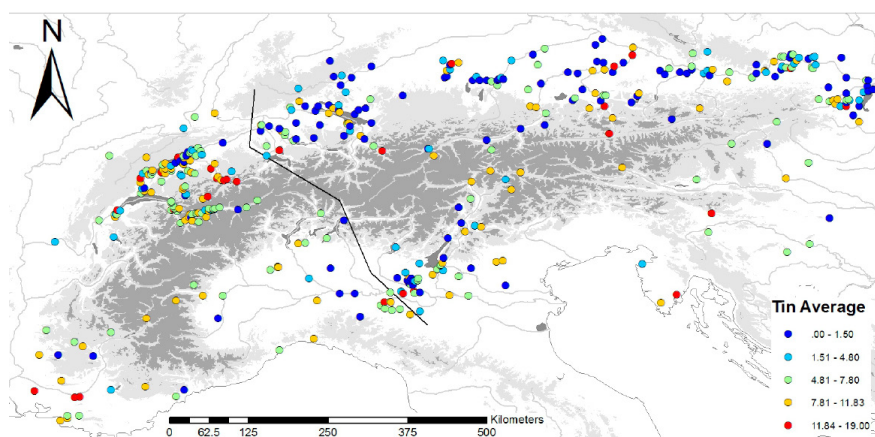 N
Tin Average
.00 - 1.50
1.51 - 4.80
4.81 - 7.80
7.81 - 11.83
11.84 - 19.00
Kilometers
0 62.5 125 250 375 500